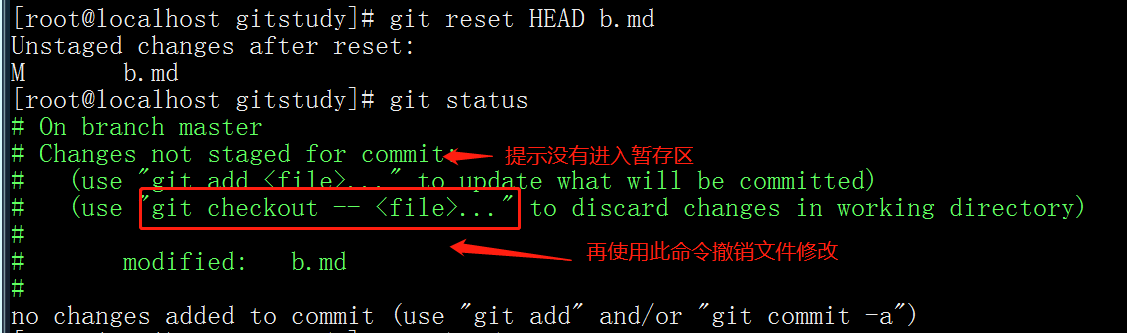 [root@localhost gitstudy]# git reset HEAD b.md
Unstaged changes after reset:
M       b.md
[root@localhost gitstudy]# git status
# On branch master
# Changes not staged for commit:
提示没有进入暂存区
#   (use "git add <file>..." to update what will be committed)
#   (use "git checkout -- <file>..." to discard changes in working directory)
#
再使用此命令撤销文件修改
#       modified:   b.md
#
no changes added to commit (use "git add" and/or "git commit -a")